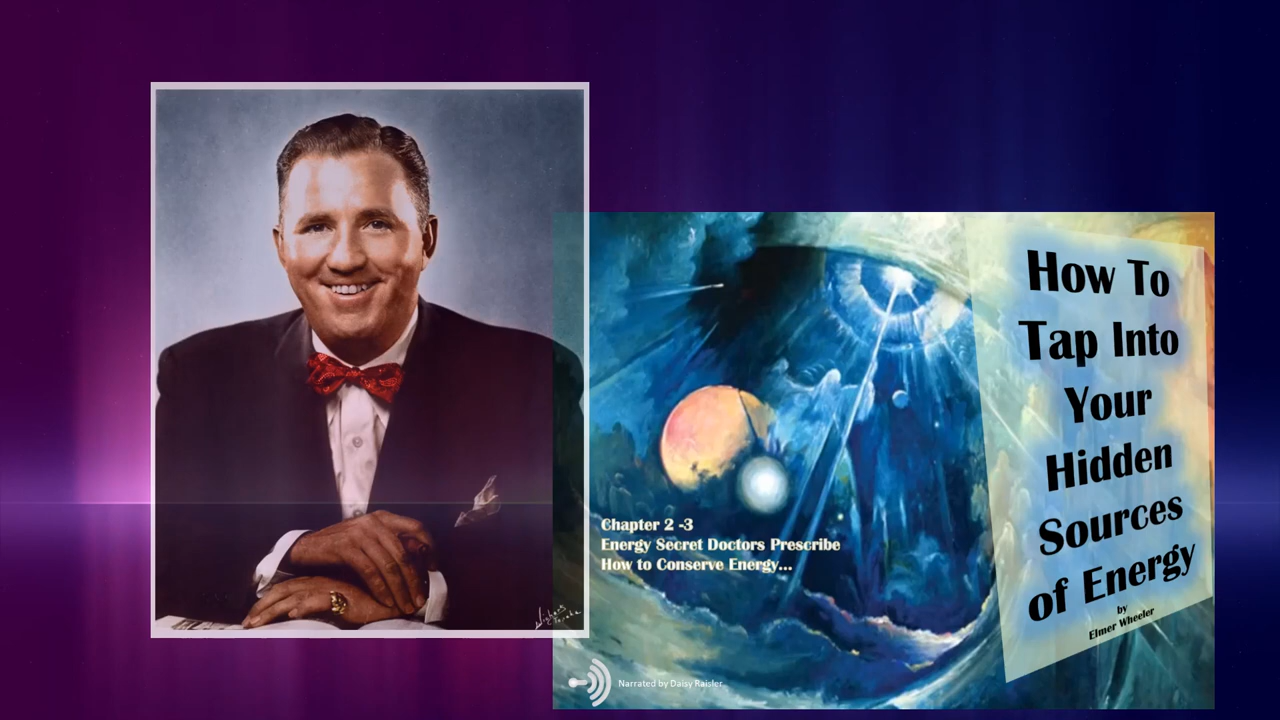 How To
Tap Into
Your
Hidden
Sources
of Energy
by
Elmer Wheeler
Chapter 2 -3
Energy Secret Doctors Prescribe
How to Conserve Energy...
Narrated by Daisy Raisler